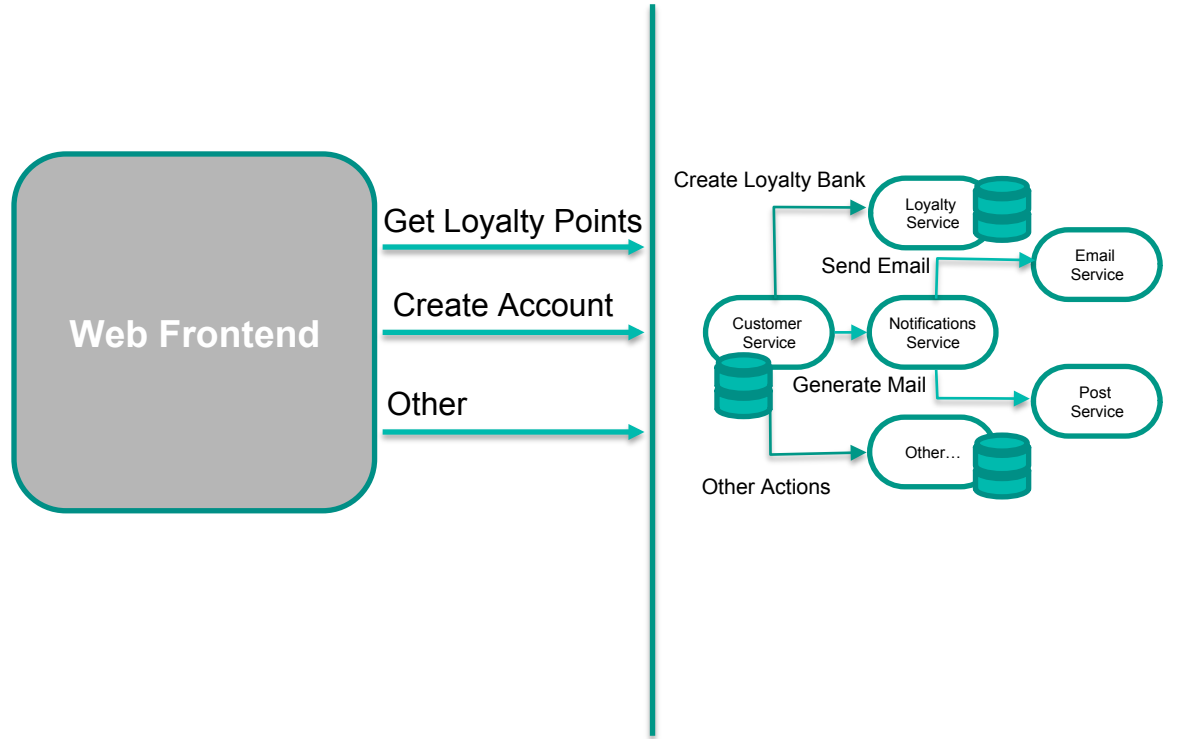 Web Frontend
Get Loyalty Points
Create Account
Other
Create Loyalty Bank
Loyalty
Service
Send Email
Email
Service
Customer
Service
Notifications
Service
Generate Mail
Post
Service
Other…
Other Actions